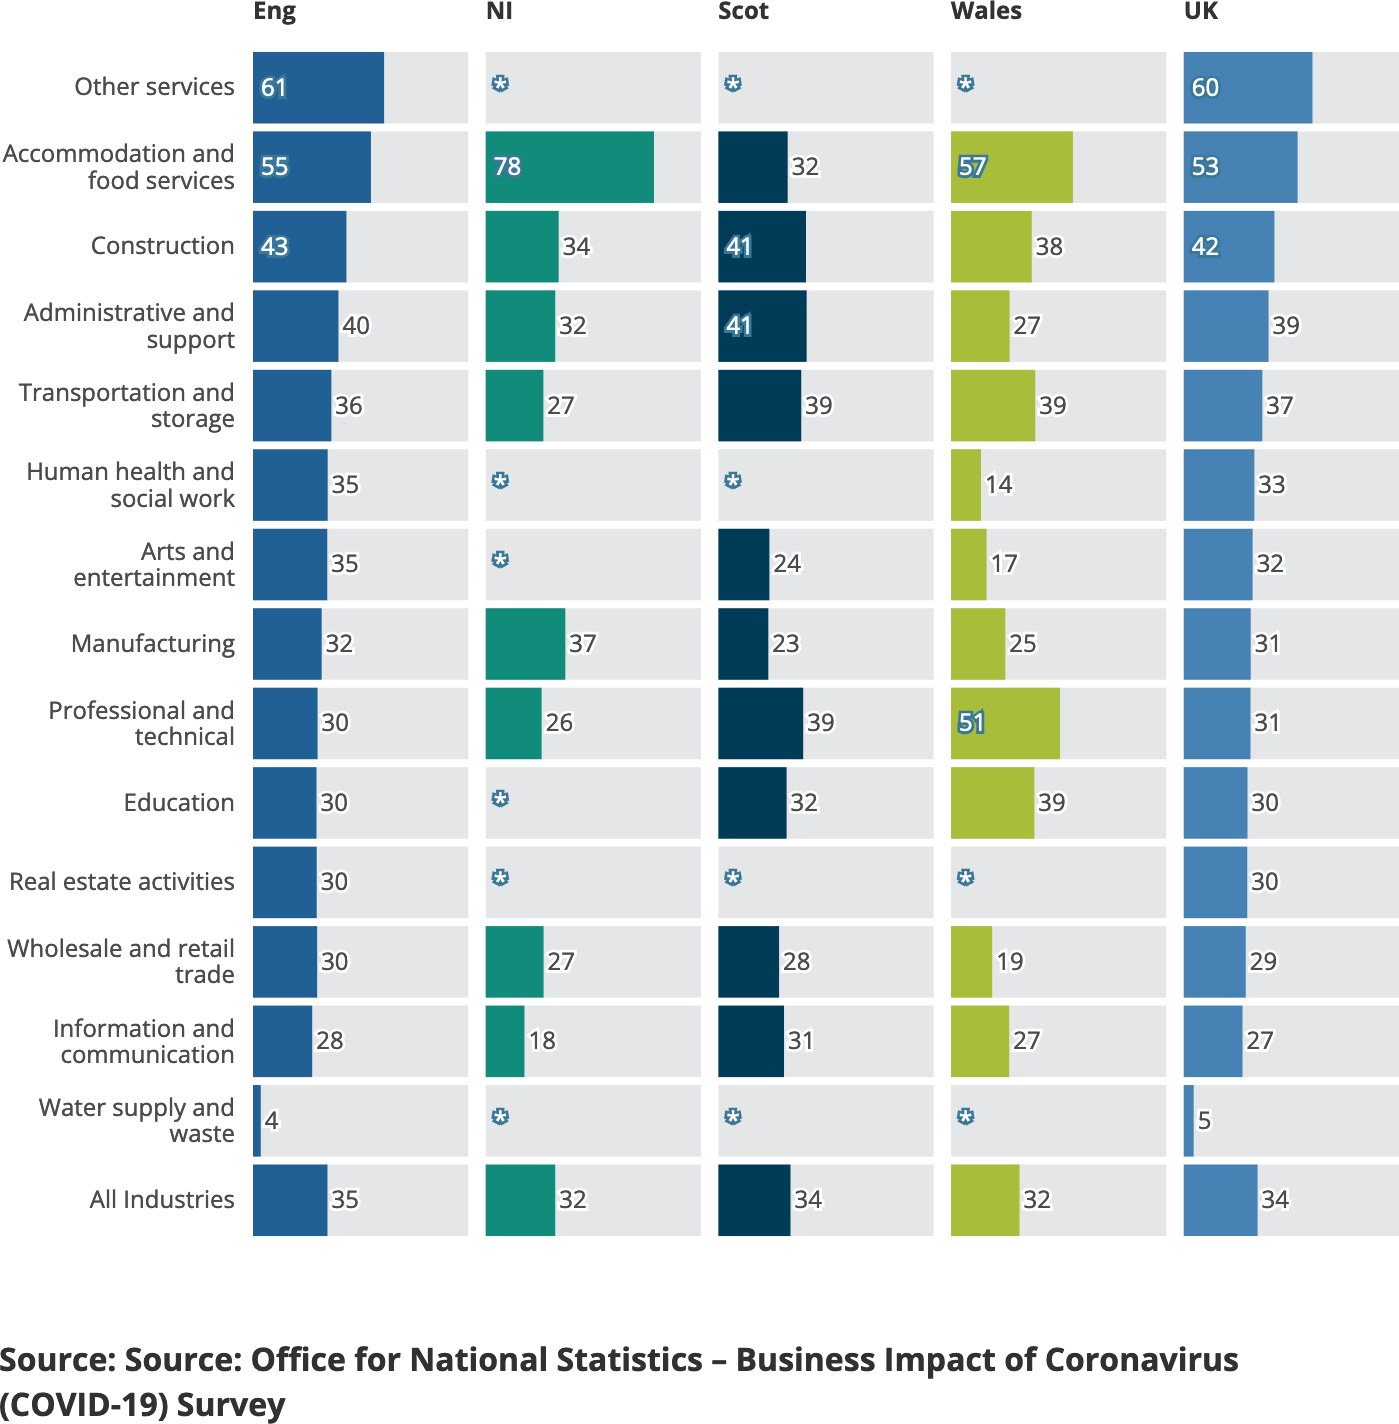 Eng NI Scot Wales UK
Other services 61 * * * 60
Accommodation and
food services 55 78 32 57 53
Construction 43 34 41 38 42
Administrative and
support 40 32 41 27 39
Transportation and
storage 36 27 39 39 37
Human health and
social work 35 * * 14 33
Arts and
entertainment 35 * 24 17 32
Manufacturing 32 37 23 25 31
Professional and
technical 30 26 39 51 31
Education 30 * 32 39 30
Real estate activities 30 * * * 30
Wholesale and retail
trade 30 27 28 19 29
Information and
communication 28 18 31 27 27
Water supply and
waste 4 * * * 5
All Industries 35 32 34 32 34
Source: Source: Office for National Statistics – Business Impact of Coronavirus
(COVID-19) Survey